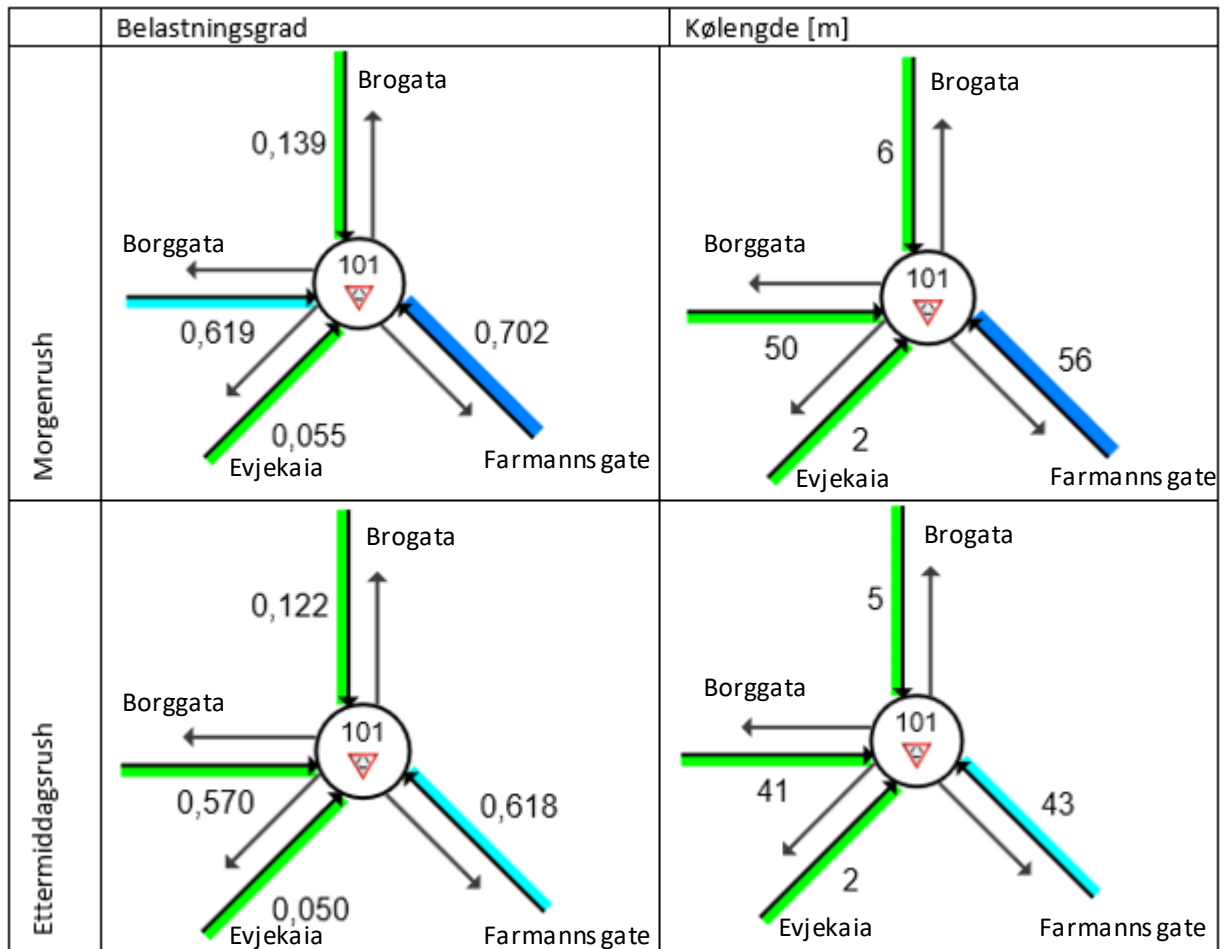 Belastningsgrad
Kølengde [m]
Morgenrush
Brogata
0,139
Borggata
101
0,619
0,702
0,055
Evjekaia
Farmanns gate
Brogata
6
Borggata
101
50
56
2
Evjekaia
Farmanns gate
Ettermiddagsrush
Brogata
0,122
Borggata
101
0,570
0,618
0,050
Evjekaia
Farmanns gate
Brogata
5
Borggata
101
41
43
2
Evjekaia
Farmanns gate